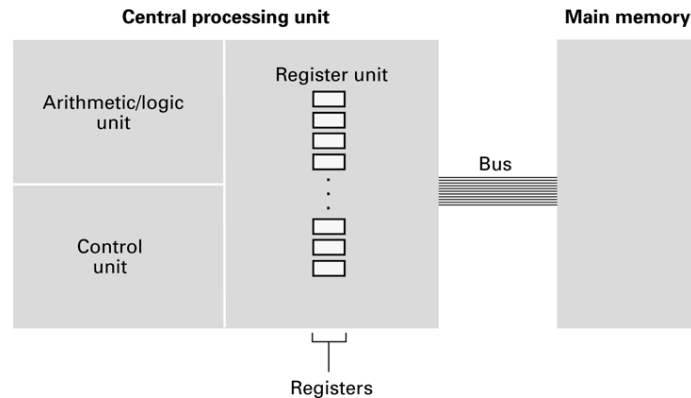 Central processing unit
Main memory
Arithmetic/logic
unit
Register unit
Bus
Control
unit
Registers